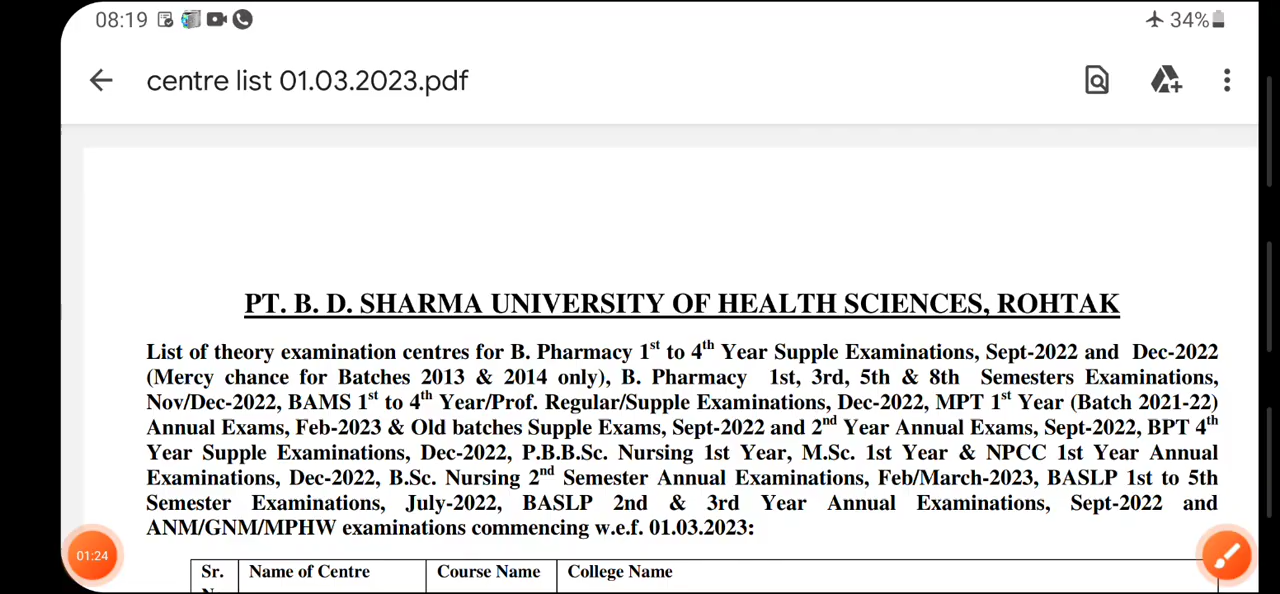 08:19
34%
centre list 01.03.2023.pdf
PT. B. D. SHARMA UNIVERSITY OF HEALTH SCIENCES, ROHTAK
List of theory examination centres for B. Pharmacy 1st to 4th Year Supple Examinations, Sept-2022 and Dec-2022
(Mercy chance for Batches 2013 & 2014 only), B. Pharmacy 1st, 3rd, 5th & 8th Semesters Examinations,
Nov/Dec-2022, BAMS 1st to 4th Year/Prof. Regular/Supple Examinations, Dec-2022, MPT 1st Year (Batch 2021-22)
Annual Exams, Feb-2023 & Old batches Supple Exams, Sept-2022 and 2nd Year Annual Exams, Sept-2022, BPT 4th
Year Supple Examinations, Dec-2022, P.B.B.Sc. Nursing 1st Year, M.Sc. 1st Year & NPCC 1st Year Annual
Examinations, Dec-2022, B.Sc. Nursing 2nd Semester Annual Examinations, Feb/March-2023, BASLP 1st to 5th
Semester Examinations, July-2022, BASLP 2nd & 3rd Year Annual Examinations, Sept-2022 and
ANM/GNM/MPHW examinations commencing w.e.f. 01.03.2023:
01:24
Sr. Name of Centre Course Name College Name